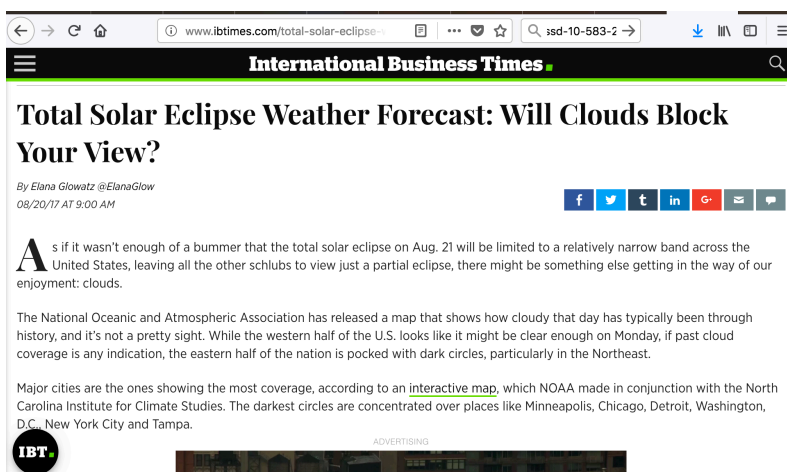 www.ibtimes.com/total-solar-eclipse-
ssd-10-583-2
International Business Times
Total Solar Eclipse Weather Forecast: Will Clouds Block
Your View?
By Elana Glowatz @ElanaGlow
08/20/17 AT 9:00 AM
f t in G+
As if it wasn't enough of a bummer that the total solar eclipse on Aug. 21 will be limited to a relatively narrow band across the
United States, leaving all the other schlubs to view just a partial eclipse, there might be something else getting in the way of our
enjoyment: clouds.
The National Oceanic and Atmospheric Association has released a map that shows how cloudy that day has typically been through
history, and it's not a pretty sight. While the western half of the U.S. looks like it might be clear enough on Monday, if past cloud
coverage is any indication, the eastern half of the nation is pocked with dark circles, particularly in the Northeast.
Major cities are the ones showing the most coverage, according to an interactive map, which NOAA made in conjunction with the North
Carolina Institute for Climate Studies. The darkest circles are concentrated over places like Minneapolis, Chicago, Detroit, Washington,
D.C., New York City and Tampa.
ADVERTISING
IBT